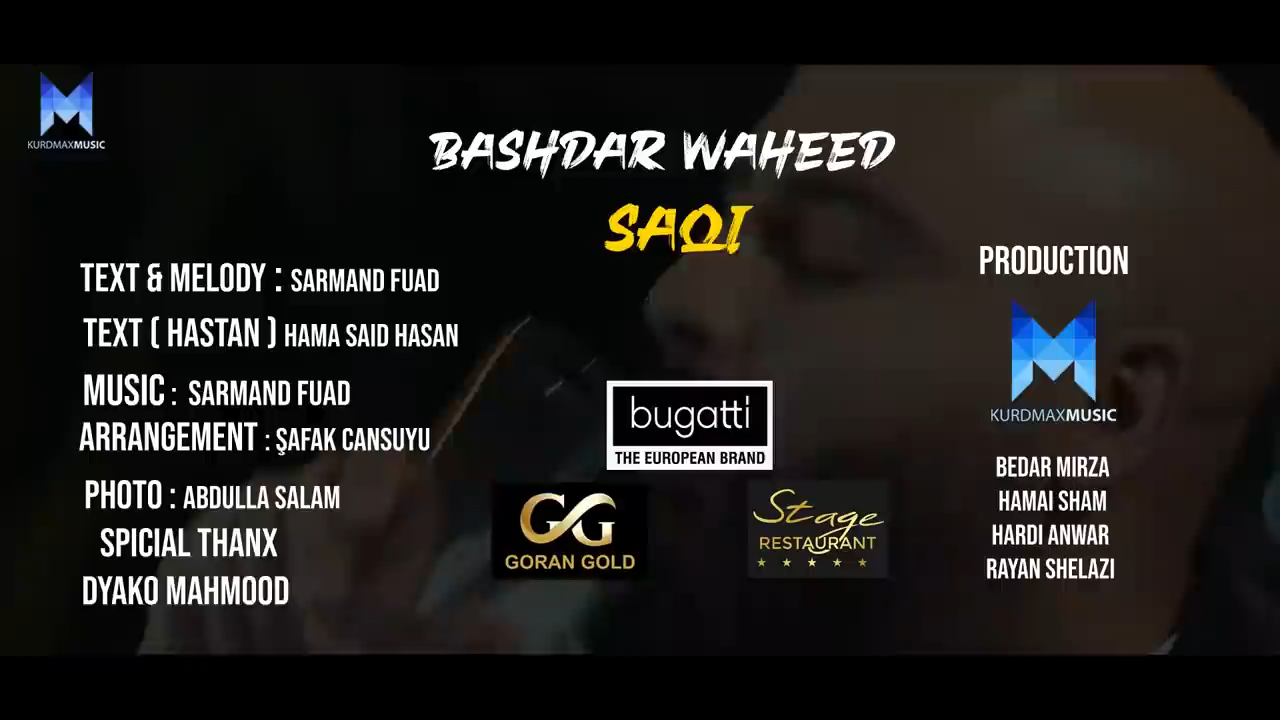 KURDMAXMUSIC
BASHDAR WAHEED
SAQI
TEXT & MELODY : SARMAND FUAD
TEXT ( HASTAN ) HAMA SAID HASAN
MUSIC : SARMAND FUAD
ARRANGEMENT : ŞAFAK CANSUYU
PHOTO : ABDULLA SALAM
SPICIAL THANX
DYAKO MAHMOOD
bugatti
THE EUROPEAN BRAND
GG
GORAN GOLD
Stage
RESTAURANT
PRODUCTION
KURDMAXMUSIC
BEDAR MIRZA
HAMAI SHAM
HARDI ANWAR
RAYAN SHELAZI